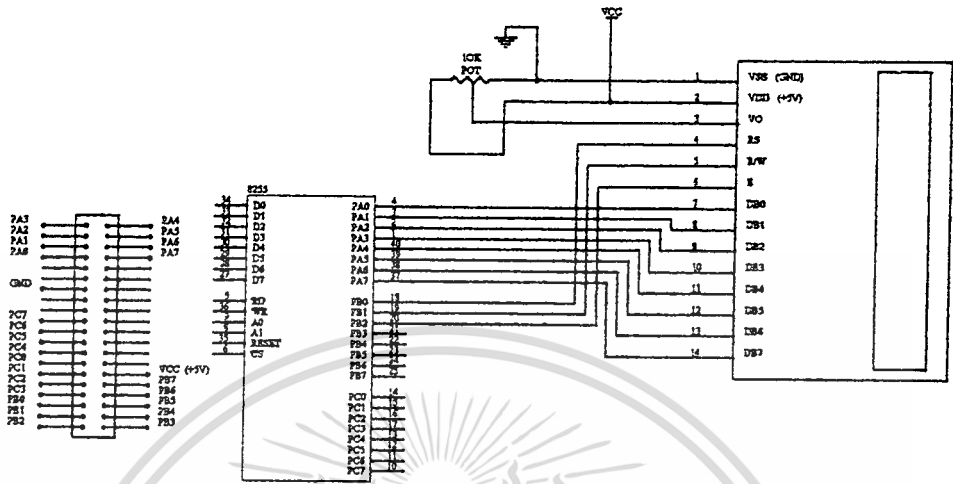 VCC
10K
POT
1 VSS (GND)
2 VDD (+5V)
3 VO
4 RS
5 R/W
6 E
7 DB0
8 DB1
9 DB2
10 DB3
11 DB4
12 DB5
13 DB6
14 DB7
8255
D0
D1
D2
D3
D4
D5
D6
D7
RD
WR
A0
A1
RESET
CS
PA0 4
PA1
PA2
PA3
PA4
PA5
PA6
PA7
PB0
PB1
PB2
PB3
PB4
PB5
PB6
PB7
PC0 14
PC1
PC2
PC3
PC4
PC5
PC6
PC7 10
PA3 PA4
PA2 PA5
PA1 PA6
PA0 PA7
GND
PC7
PC6
PC5
PC4
PC0
PC1 VCC (+5V)
PC2 PB7
PC3 PB6
PB0 PB5
PB1 PB4
PB2 PB3